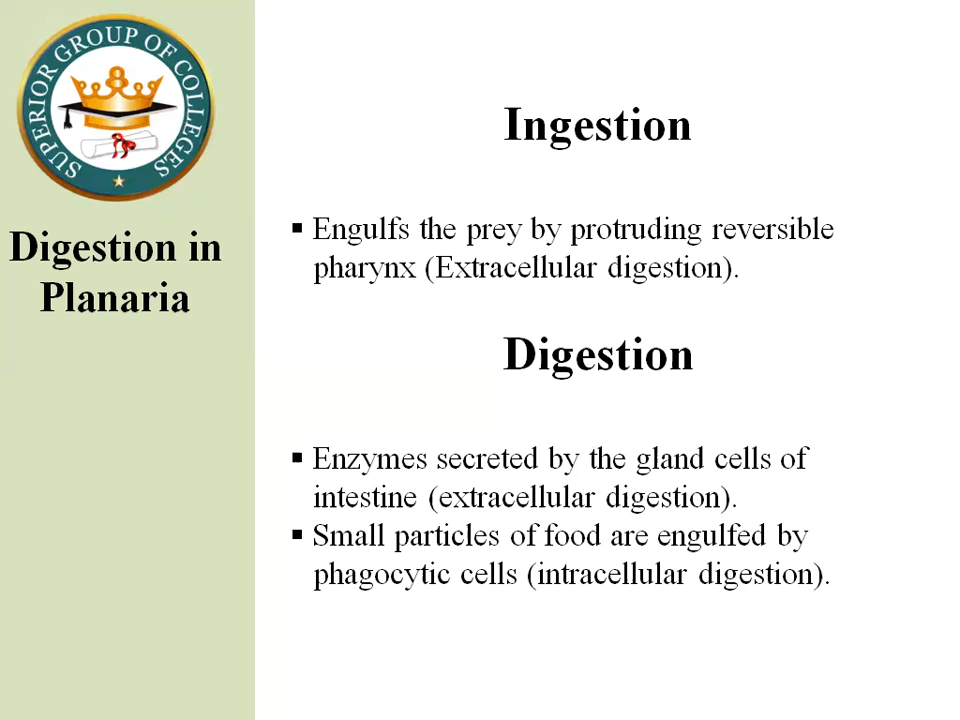 SUPERIOR GROUP OF COLLEGES
Digestion in
Planaria
Ingestion
▪ Engulfs the prey by protruding reversible
pharynx (Extracellular digestion).
Digestion
▪ Enzymes secreted by the gland cells of
intestine (extracellular digestion).
▪ Small particles of food are engulfed by
phagocytic cells (intracellular digestion).